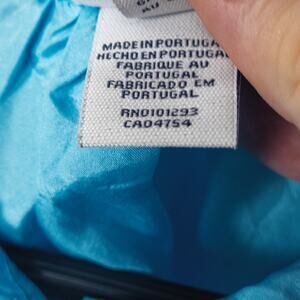 MADE IN PORTUGAL
HECHO EN PORTUGAL
FABRIQUE AU
PORTUGAL
FABRICADO EM
PORTUGAL
RN0101293
CA04754